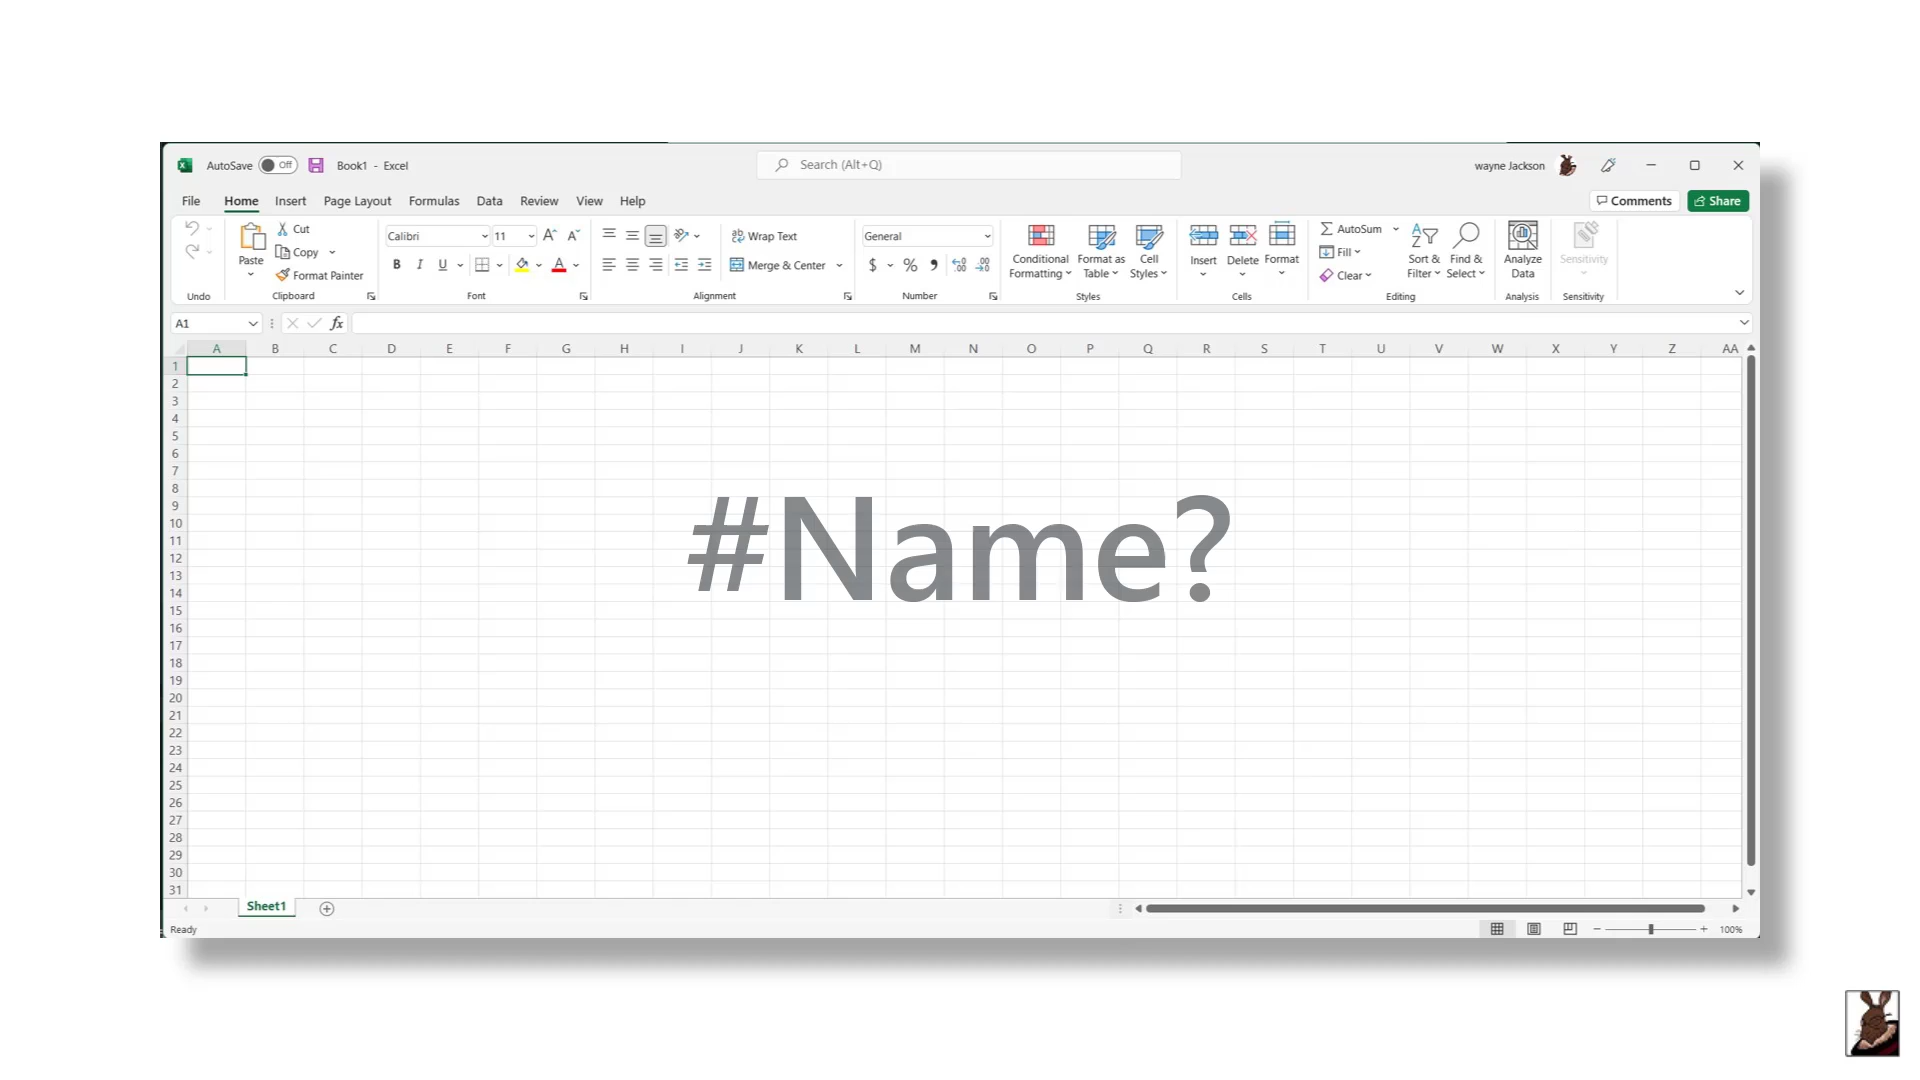 AutoSave Off Book1 - Excel Search (Alt+Q) wayne Jackson
File Home Insert Page Layout Formulas Data Review View Help Comments Share
Cut
Copy
Format Painter
Paste
Undo
Clipboard
Calibri 11
B I U A
Font
Wrap Text
Merge & Center
Alignment
General
$ % ,
Number
Conditional Formatting
Format as Table
Cell Styles
Styles
Insert Delete Format
Cells
AutoSum
Fill
Clear
Sort & Filter
Find & Select
Editing
Analyze Data
Analysis
Sensitivity
Sensitivity
A1 fx
A B C D E F G H I J K L M N O P Q R S T U V W X Y Z AA
1
2
3
4
5
6
7
8
9
10
11
12
13
14
15
16
17
18
19
20
21
22
23
24
25
26
27
28
29
30
31
#Name?
Sheet1
Ready 100%